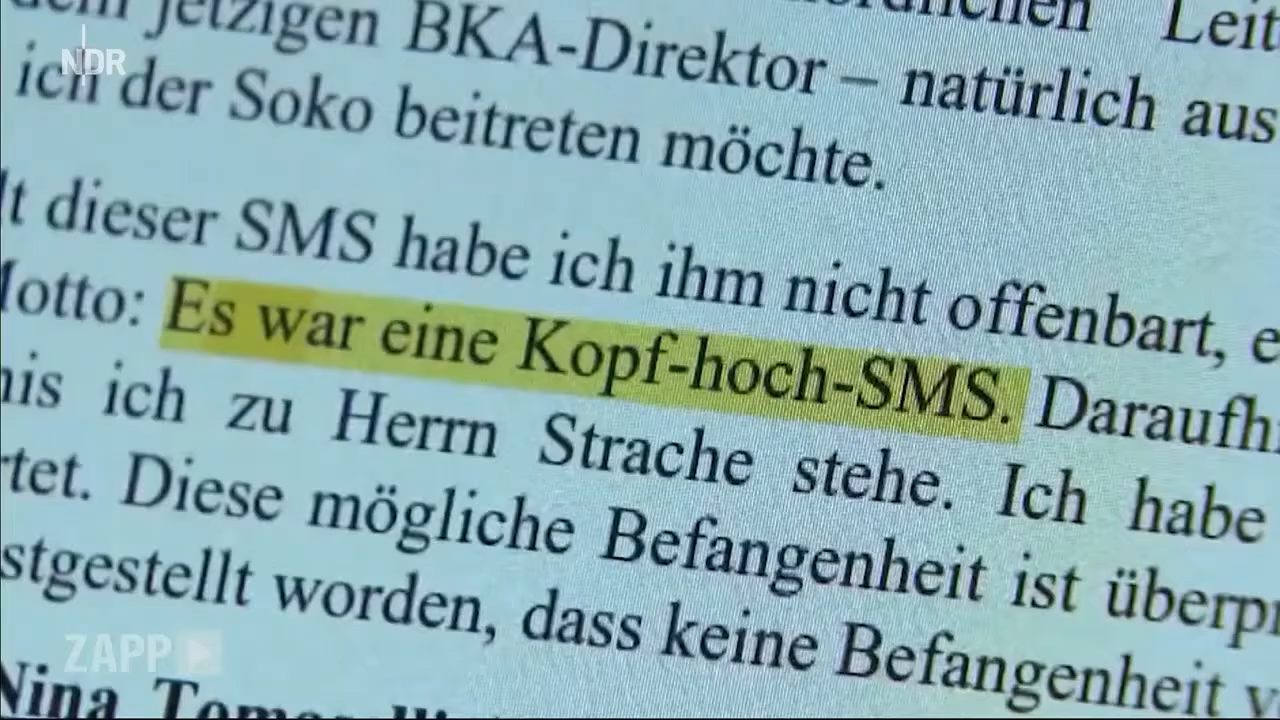 NDR
jetzigen BKA-Direktor – natürlich aus
ich der Soko beitreten möchte.
dieser SMS habe ich ihm nicht offenbart,
Es war eine Kopf-hoch-SMS.
ich zu Herrn Strache stehe. Ich habe
Diese mögliche Befangenheit ist
worden, dass keine Befangenheit
ZAPP
Nina